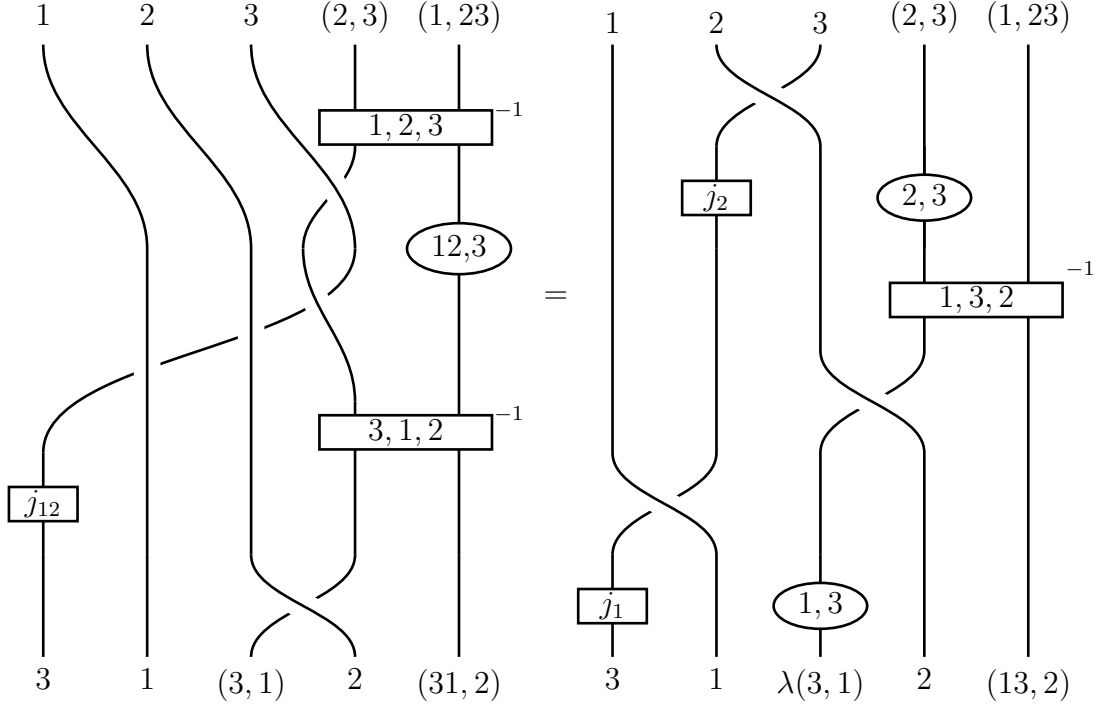 1 2 3 (2, 3) (1, 23) 1 2 3 (2, 3) (1, 23)
1, 2, 3 −1
j₂ 2, 3
12,3
=
1, 3, 2 −1
3, 1, 2 −1
j₁₂
j₁ 1, 3
3 1 (3, 1) 2 (31, 2) 3 1 λ(3, 1) 2 (13, 2)